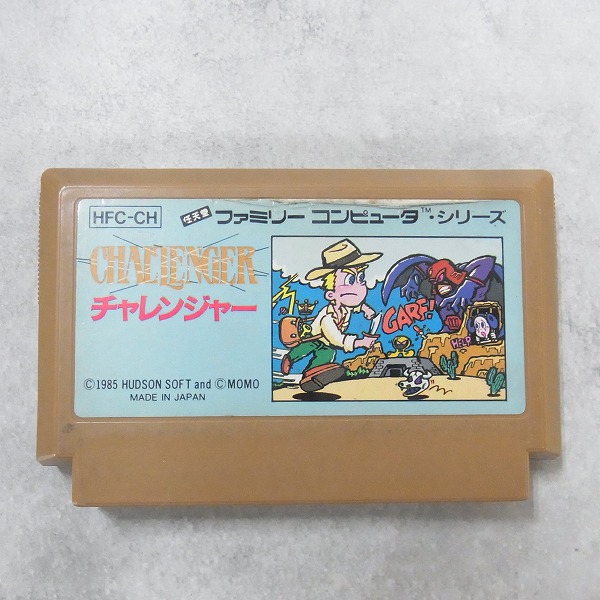 HFC-CH
任天堂 ファミリー コンピュータ™・シリーズ
CHALLENGER
チャレンジャー
GARF!
HELP
©1985 HUDSON SOFT and ©MOMO
MADE IN JAPAN